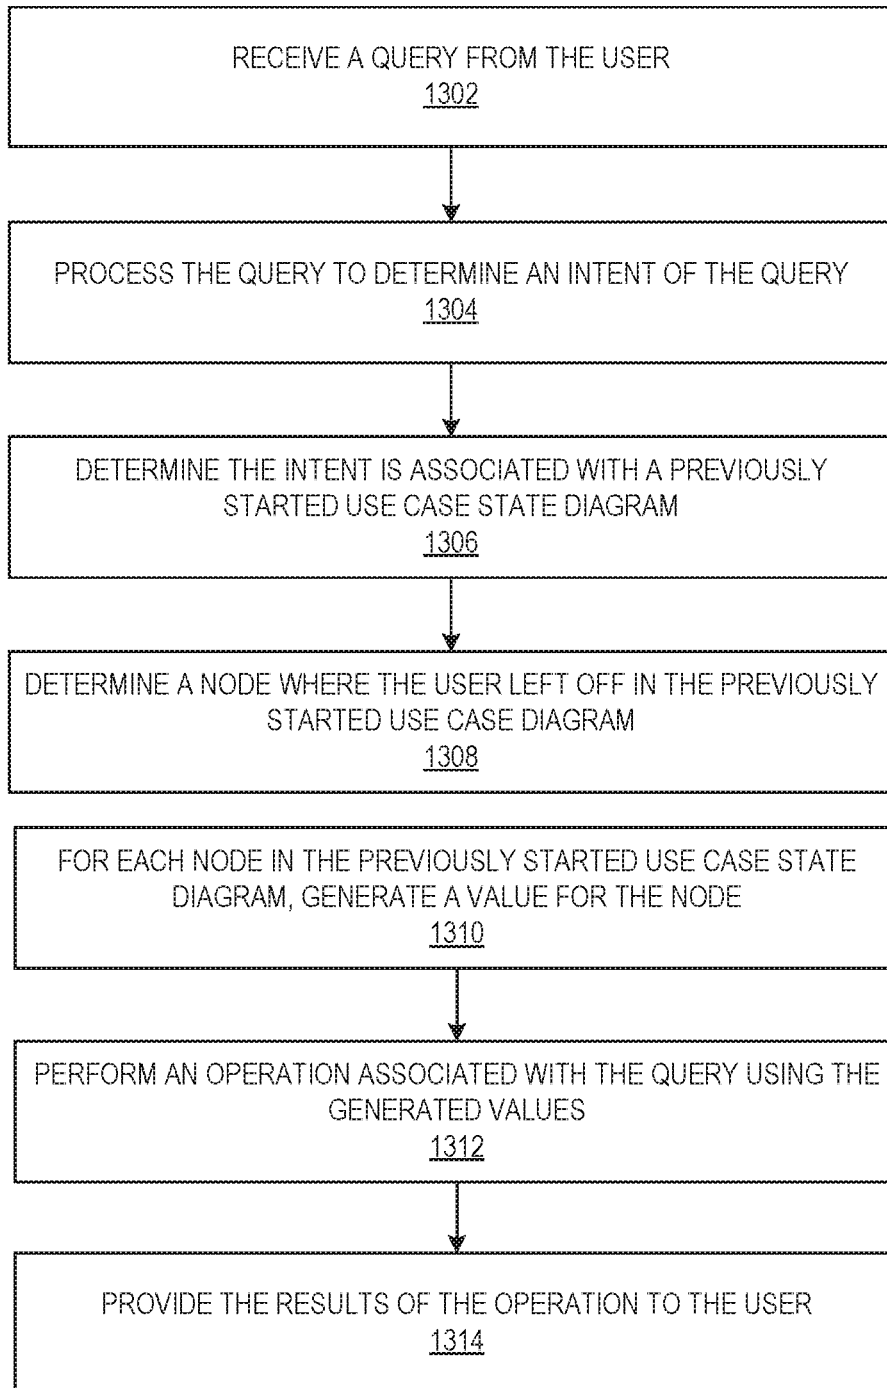 RECEIVE A QUERY FROM THE USER
1302
PROCESS THE QUERY TO DETERMINE AN INTENT OF THE QUERY
1304
DETERMINE THE INTENT IS ASSOCIATED WITH A PREVIOUSLY
STARTED USE CASE STATE DIAGRAM
1306
DETERMINE A NODE WHERE THE USER LEFT OFF IN THE PREVIOUSLY
STARTED USE CASE DIAGRAM
1308
FOR EACH NODE IN THE PREVIOUSLY STARTED USE CASE STATE
DIAGRAM, GENERATE A VALUE FOR THE NODE
1310
PERFORM AN OPERATION ASSOCIATED WITH THE QUERY USING THE
GENERATED VALUES
1312
PROVIDE THE RESULTS OF THE OPERATION TO THE USER
1314